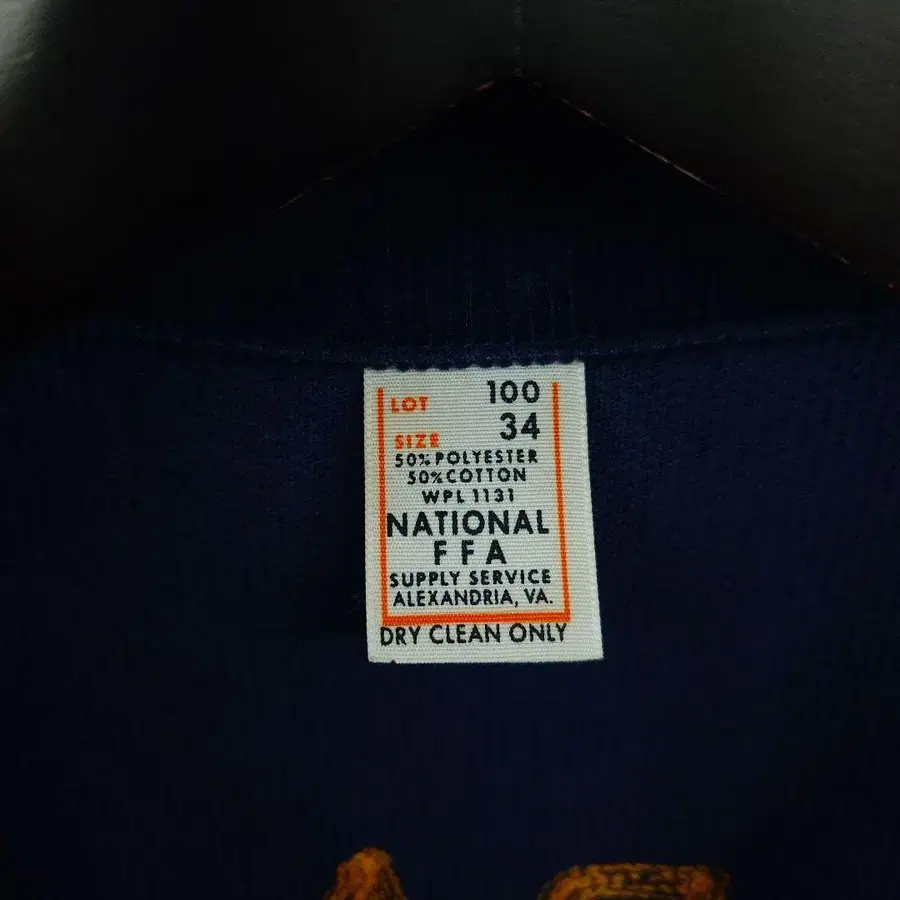 LOT 100
SIZE 34
50% POLYESTER
50% COTTON
WPL 1131
NATIONAL
FFA
SUPPLY SERVICE
ALEXANDRIA, VA.
DRY CLEAN ONLY